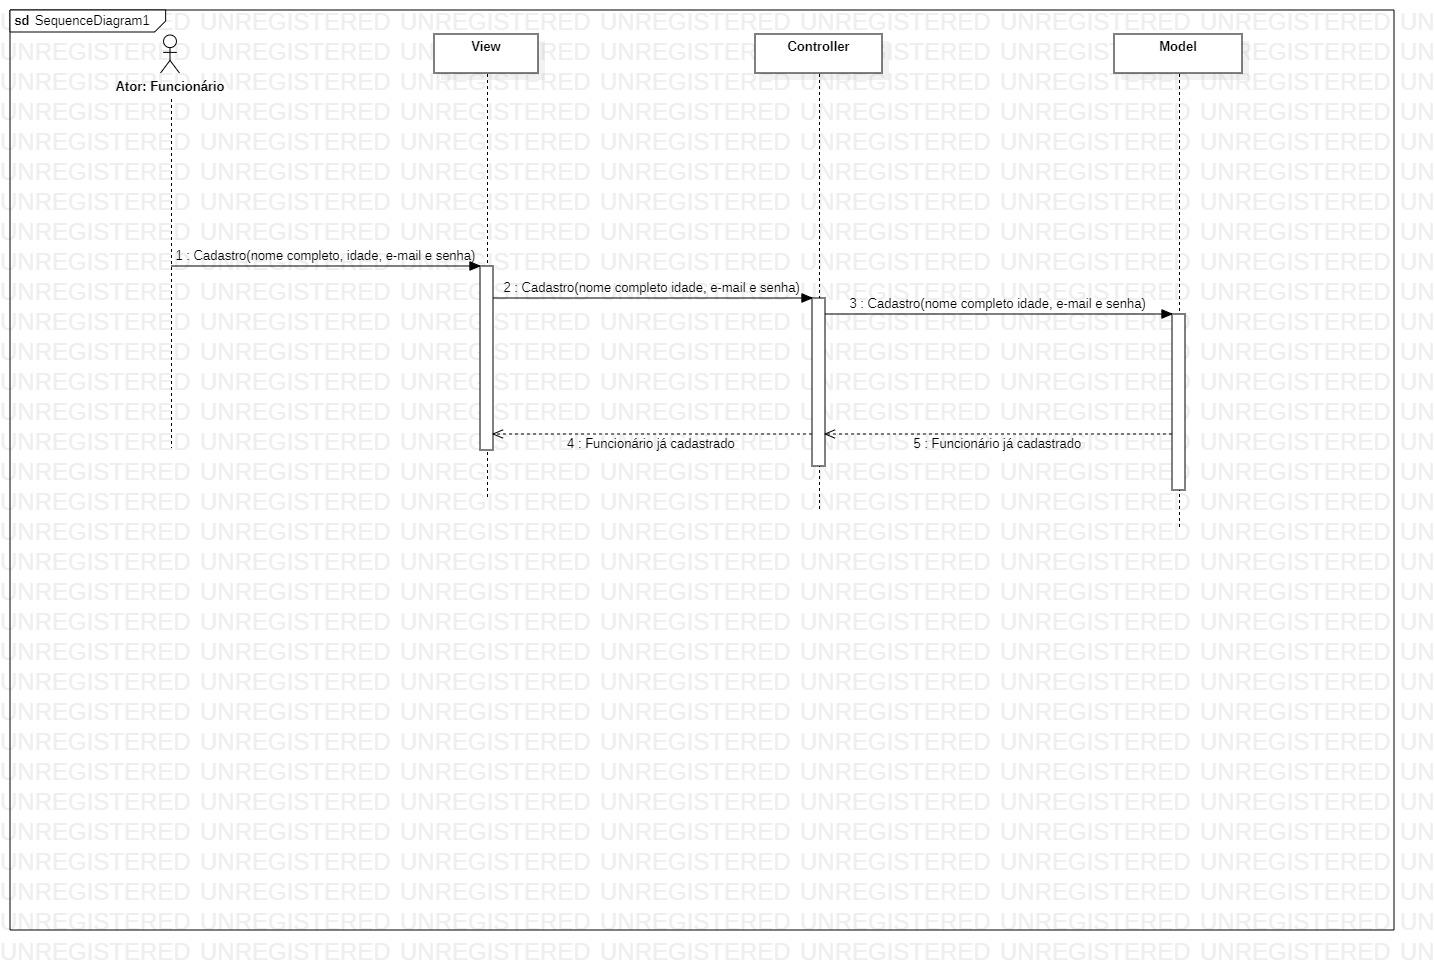 sd SequenceDiagram1
View
Controller
Model
Ator: Funcionário
1 : Cadastro(nome completo, idade, e-mail e senha)
2 : Cadastro(nome completo idade, e-mail e senha)
3 : Cadastro(nome completo idade, e-mail e senha)
4 : Funcionário já cadastrado
5 : Funcionário já cadastrado
UNREGISTERED UNREGISTERED UNREGISTERED UNREGISTERED UNREGISTERED UNREGISTERED UNREGISTERED UN